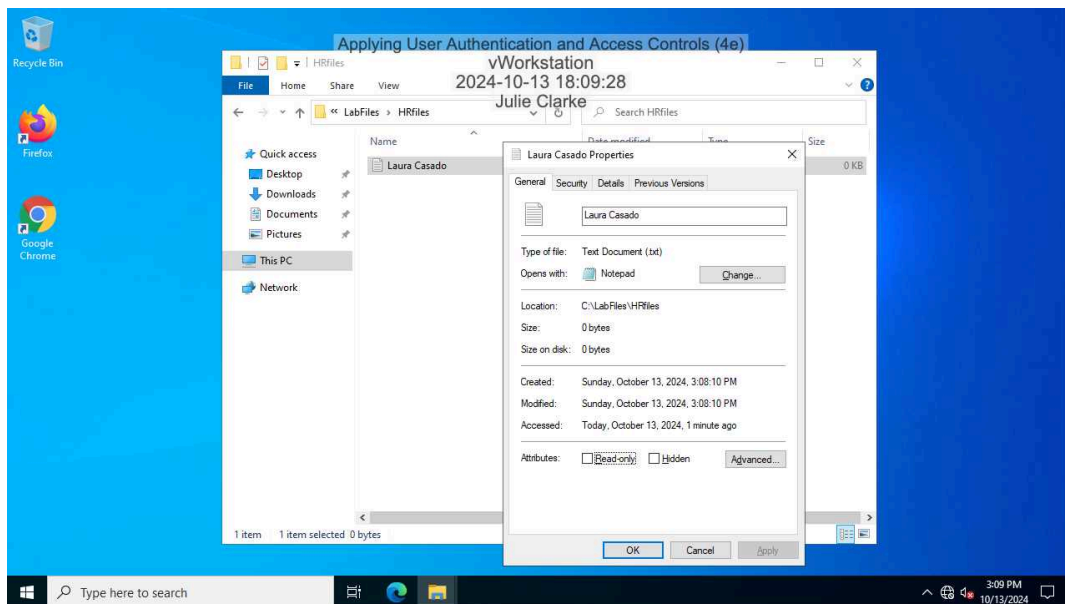 Recycle Bin
Firefox
Google
Chrome
Applying User Authentication and Access Controls (4e)
vWorkstation
2024-10-13 18:09:28
Julie Clarke
HRfiles
File Home Share View
« LabFiles › HRfiles
Search HRfiles
Name Date modified Type Size
Quick access
Desktop
Downloads
Documents
Pictures
This PC
Network
Laura Casado 0 KB
Laura Casado Properties
General Security Details Previous Versions
Laura Casado
Type of file: Text Document (.txt)
Opens with: Notepad Change...
Location: C:\LabFiles\HRfiles
Size: 0 bytes
Size on disk: 0 bytes
Created: Sunday, October 13, 2024, 3:08:10 PM
Modified: Sunday, October 13, 2024, 3:08:10 PM
Accessed: Today, October 13, 2024, 1 minute ago
Attributes: Read-only Hidden Advanced...
OK Cancel Apply
1 item 1 item selected 0 bytes
Type here to search
3:09 PM
10/13/2024